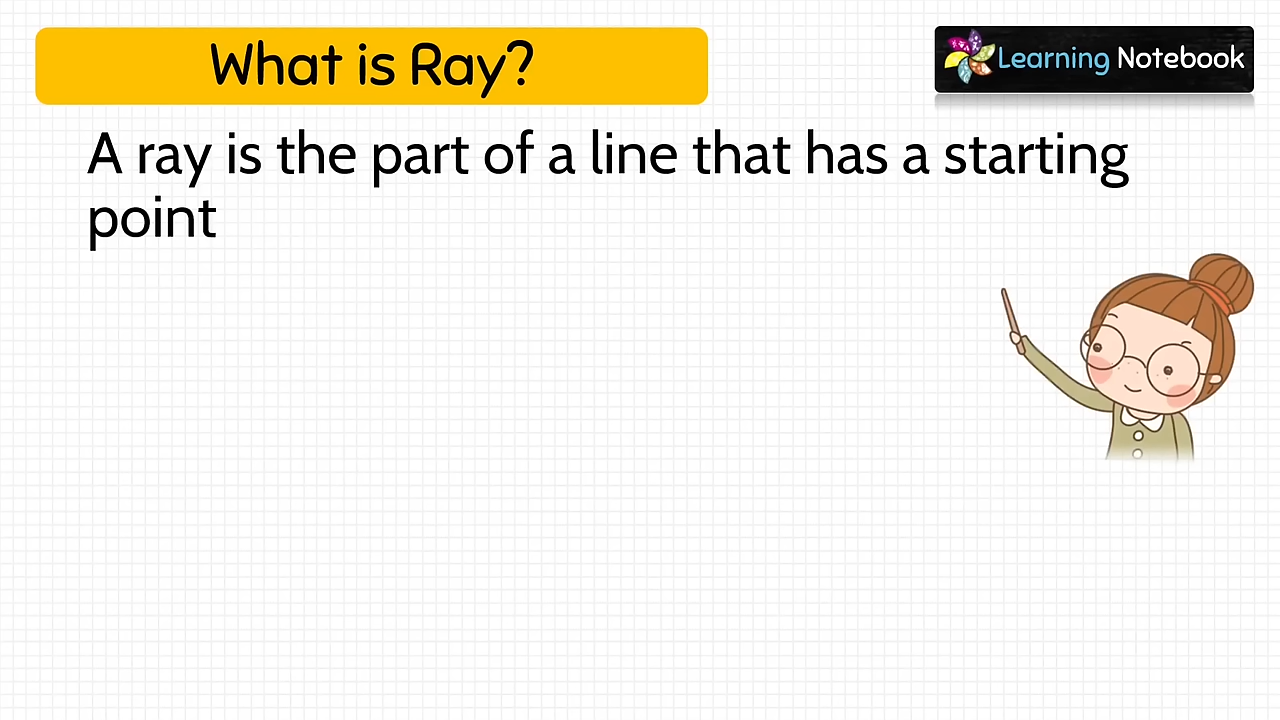 What is Ray?
Learning Notebook
A ray is the part of a line that has a starting
point